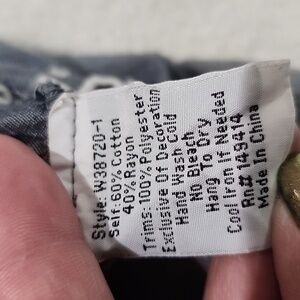 Style: W38720-1
Self: 60% Cotton
40% Rayon
Trims: 100% Polyester
Exclusive Of Decoration
Hand Wash Cold
No Bleach
Hang To Dry
Cool Iron If Needed
Rn# 149414
Made In China